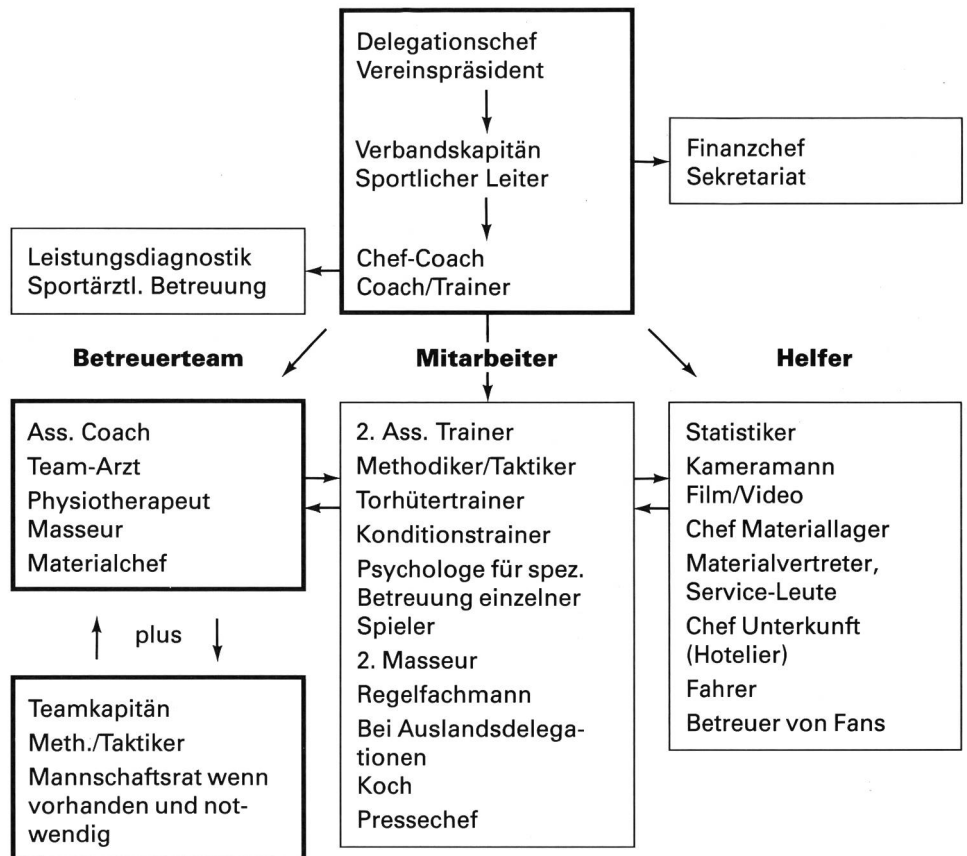 Delegationschef
Vereinspräsident
Verbandskapitän
Sportlicher Leiter
Finanzchef
Sekretariat
Chef-Coach
Coach/Trainer
Leistungsdiagnostik
Sportärztl. Betreuung
Betreuerteam
Mitarbeiter
Helfer
Ass. Coach
Team-Arzt
Physiotherapeut
Masseur
Materialchef
plus
Teamkapitän
Meth./Taktiker
Mannschaftsrat wenn
vorhanden und not-
wendig
2. Ass. Trainer
Methodiker/Taktiker
Torhütertrainer
Konditionstrainer
Psychologe für spez.
Betreuung einzelner
Spieler
2. Masseur
Regelfachmann
Bei Auslandsdelega-
tionen
Koch
Pressechef
Statistiker
Kameramann
Film/Video
Chef Materiallager
Materialvertreter,
Service-Leute
Chef Unterkunft
(Hotelier)
Fahrer
Betreuer von Fans